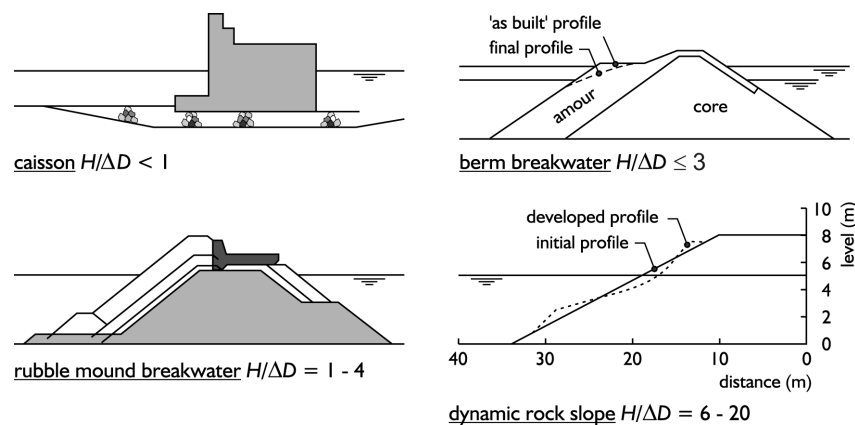 caisson H/ΔD < 1
'as built' profile
final profile
amour
core
berm breakwater H/ΔD ≤ 3
rubble mound breakwater H/ΔD = 1 - 4
developed profile
initial profile
10
8
6
4
2
0
level (m)
40 30 20 10 0
distance (m)
dynamic rock slope H/ΔD = 6 - 20